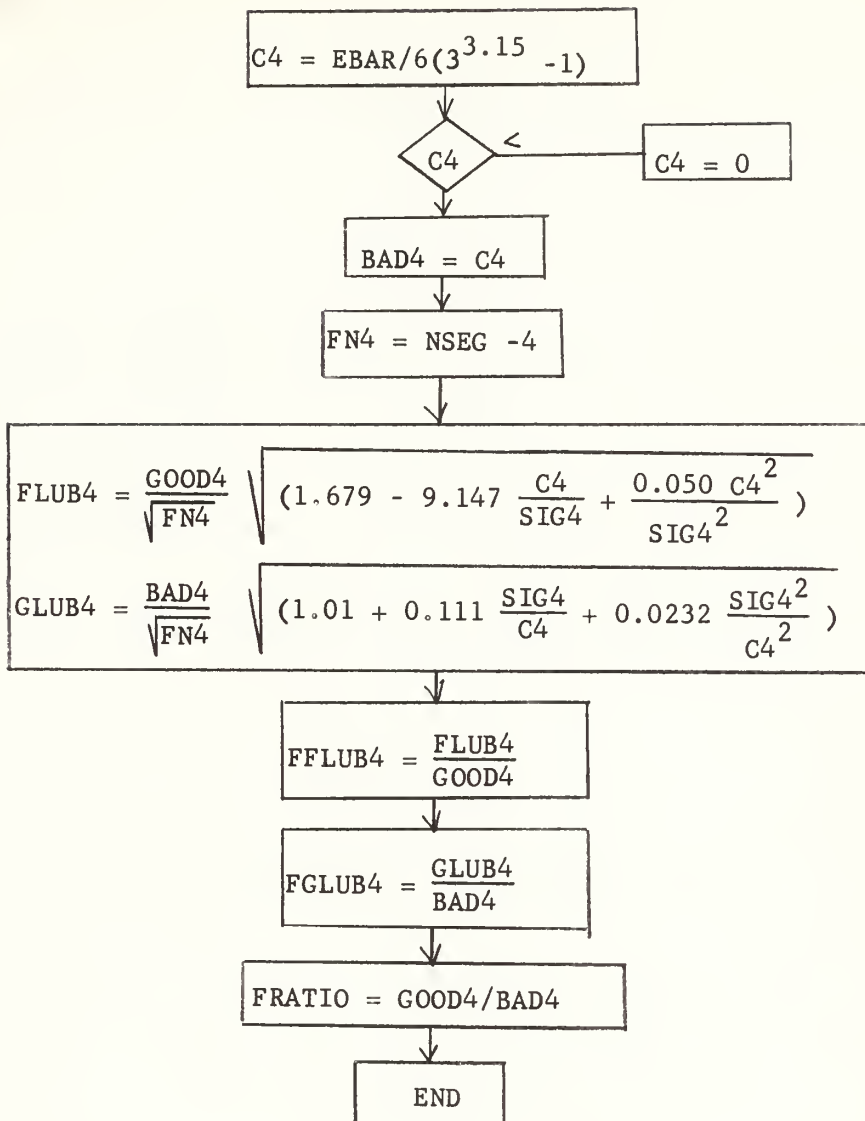 C4 = EBAR/6(3^3.15 -1)
C4
<
C4 = 0
BAD4 = C4
FN4 = NSEG -4
FLUB4 = GOOD4/√FN4 √(1.679 - 9.147 C4/SIG4 + 0.050 C4²/SIG4²)
GLUB4 = BAD4/√FN4 √(1.01 + 0.111 SIG4/C4 + 0.0232 SIG4²/C4²)
FFLUB4 = FLUB4/GOOD4
FGLUB4 = GLUB4/BAD4
FRATIO = GOOD4/BAD4
END